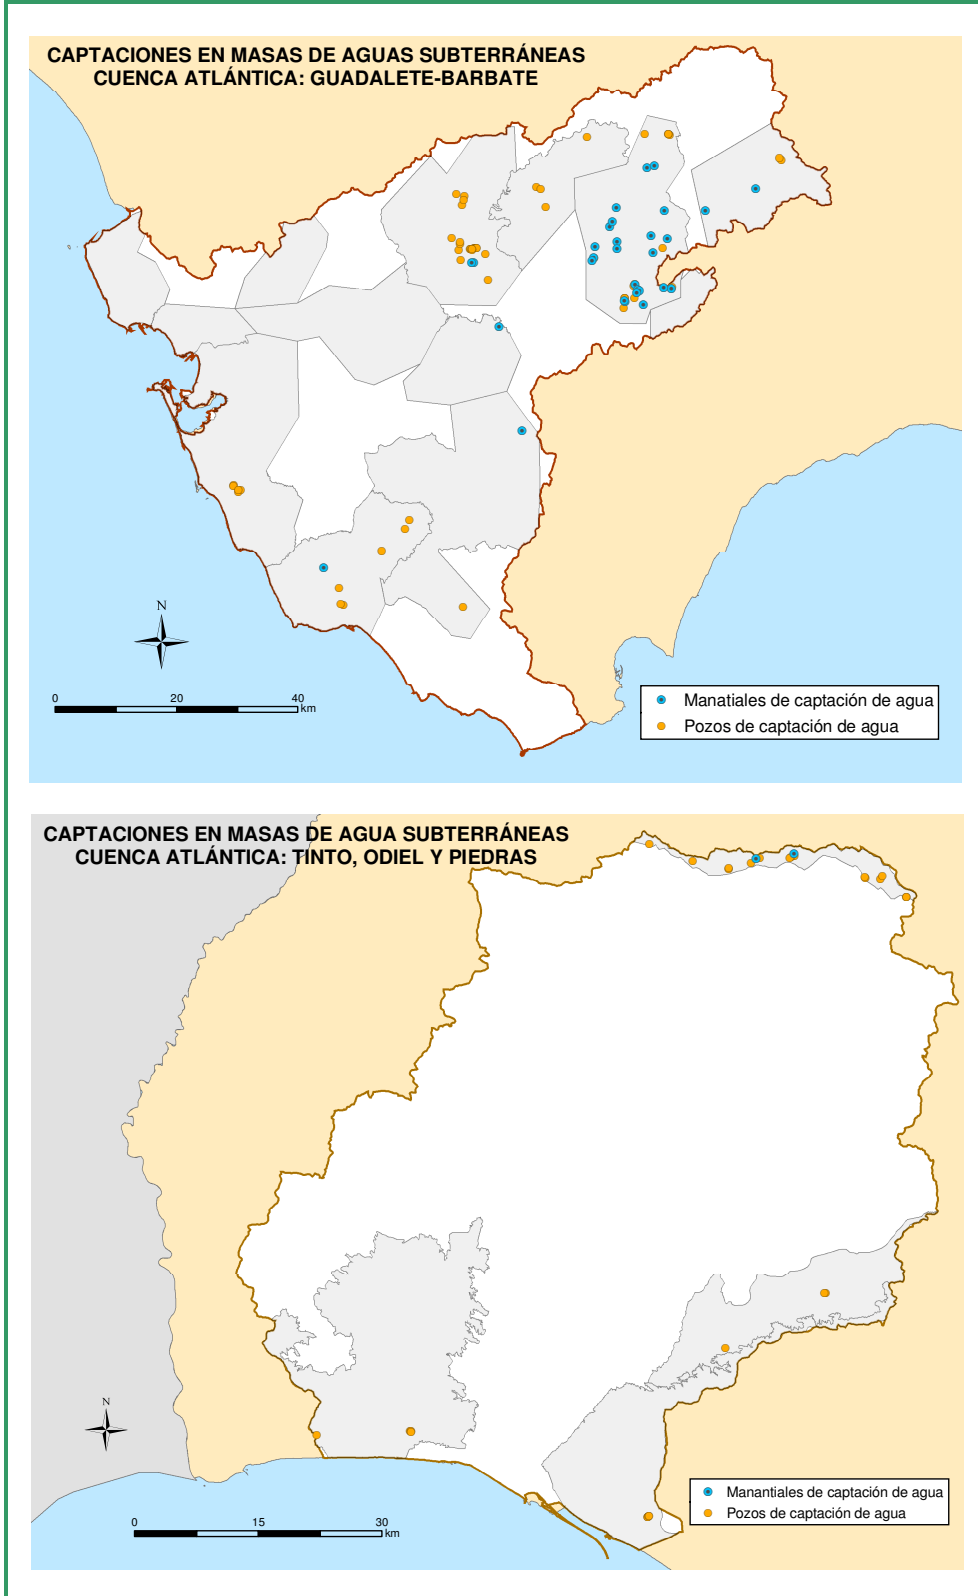 CAPTACIONES EN MASAS DE AGUAS SUBTERRÁNEAS
CUENCA ATLÁNTICA: GUADALETE-BARBATE
N
0 20 40
km
Manatiales de captación de agua
Pozos de captación de agua
CAPTACIONES EN MASAS DE AGUA SUBTERRÁNEAS
CUENCA ATLÁNTICA: TINTO, ODIEL Y PIEDRAS
N
0 15 30
km
Manantiales de captación de agua
Pozos de captación de agua